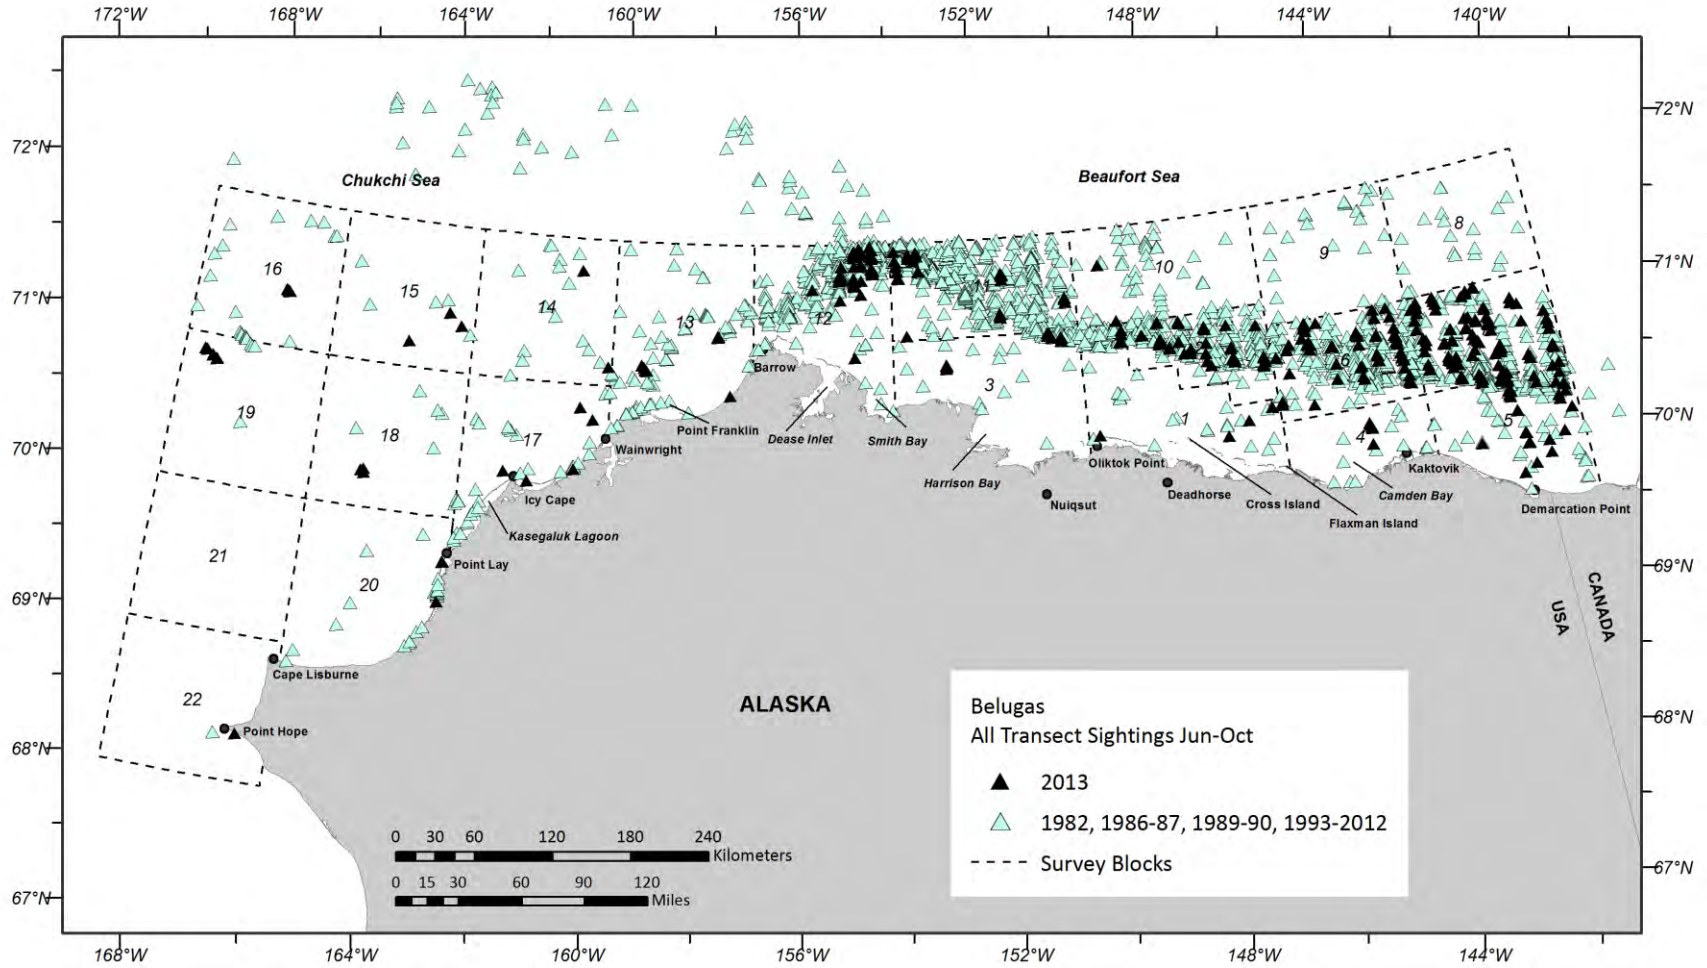 172°W 168°W 164°W 160°W 156°W 152°W 148°W 144°W 140°W
72°N
72°N
Chukchi Sea
Beaufort Sea
8
9
10
71°N
16
15
14
13
12
11
71°N
6
19
18
17
3
1
4
5
70°N
Barrow
Point Franklin
Dease Inlet
Smith Bay
Wainwright
Harrison Bay
Oliktok Point
Kaktovik
70°N
Icy Cape
Nuiqsut
Deadhorse
Cross Island
Camden Bay
Flaxman Island
Demarcation Point
Kasegaluk Lagoon
21
20
Point Lay
69°N
69°N
USA
CANADA
22
Cape Lisburne
Point Hope
68°N
68°N
ALASKA
Belugas
All Transect Sightings Jun-Oct
2013
1982, 1986-87, 1989-90, 1993-2012
Survey Blocks
0 30 60 120 180 240
Kilometers
0 15 30 60 90 120
Miles
67°N
67°N
168°W 164°W 160°W 156°W 152°W 148°W 144°W